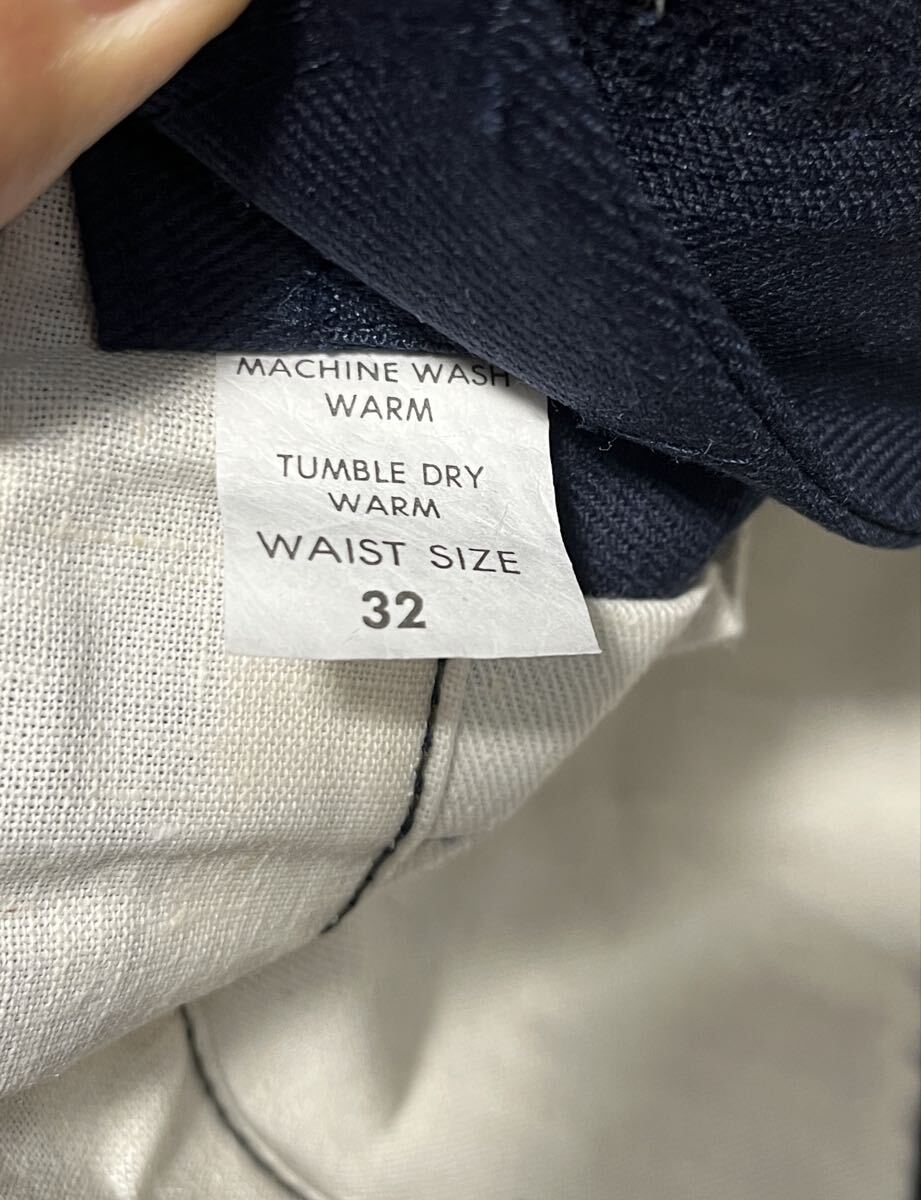 MACHINE WASH
WARM
TUMBLE DRY
WARM
WAIST SIZE
32